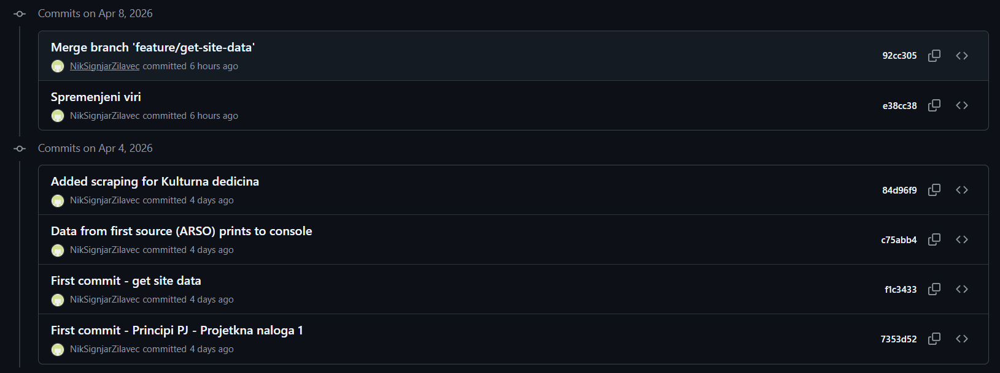 Commits on Apr 8, 2026
Merge branch 'feature/get-site-data'
NikSignjarZilavec committed 6 hours ago
92cc305
Spremenjeni viri
NikSignjarZilavec committed 6 hours ago
e38cc38
Commits on Apr 4, 2026
Added scraping for Kulturna dedicina
NikSignjarZilavec committed 4 days ago
84d96f9
Data from first source (ARSO) prints to console
NikSignjarZilavec committed 4 days ago
c75abb4
First commit - get site data
NikSignjarZilavec committed 4 days ago
f1c3433
First commit - Principi PJ - Projetkna naloga 1
NikSignjarZilavec committed 4 days ago
7353d52